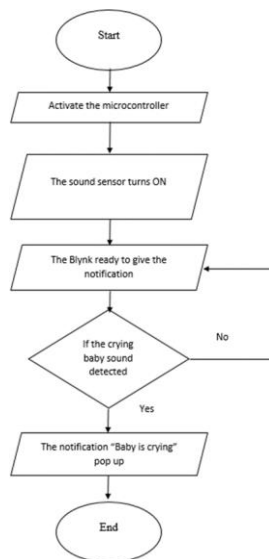 Start
Activate the microcontroller
The sound sensor turns ON
The Blynk ready to give the
notification
If the crying
baby sound
detected
No
Yes
The notification “Baby is crying”
pop up
End